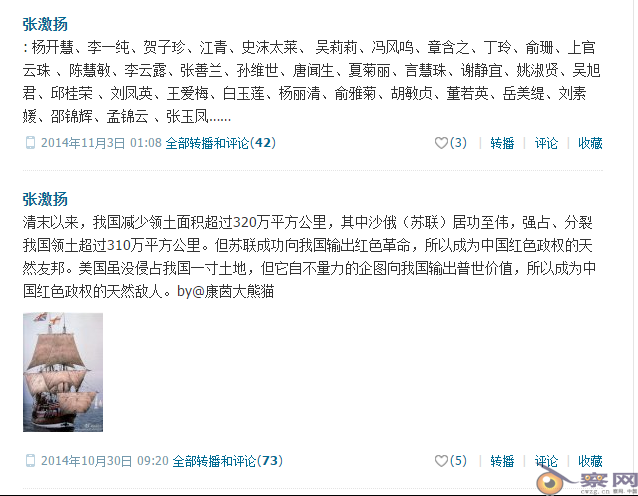 张激扬
: 杨开慧、李一纯、贺子珍、江青、史沫太莱、 吴莉莉、冯凤鸣、章含之、丁玲、俞珊、上官
云珠 、陈慧敏、李云露、张善兰、孙维世、唐闻生、夏菊丽、言慧珠、谢静宜、姚淑贤、吴旭
君、邱桂荣 、刘凤英、王爱梅、白玉莲、杨丽清、俞雅菊、胡敏贞、董若英、岳美缇、刘素
媛、邵锦辉、孟锦云 、张玉凤......
2014年11月3日 01:08 全部转播和评论(42) (3) | 转播 | 评论 | 收藏
张激扬
清末以来，我国减少领土面积超过320万平方公里，其中沙俄（苏联）居功至伟，强占、分裂
我国领土超过310万平方公里。但苏联成功向我国输出红色革命，所以成为中国红色政权的天
然友邦。美国虽没侵占我国一寸土地，但它自不量力的企图向我国输出普世价值，所以成为中
国红色政权的天然敌人。by@康茵大熊猫
2014年10月30日 09:20 全部转播和评论(73) (5) | 转播 | 评论 | 收藏
察网
cwzg.cn 察网.中国